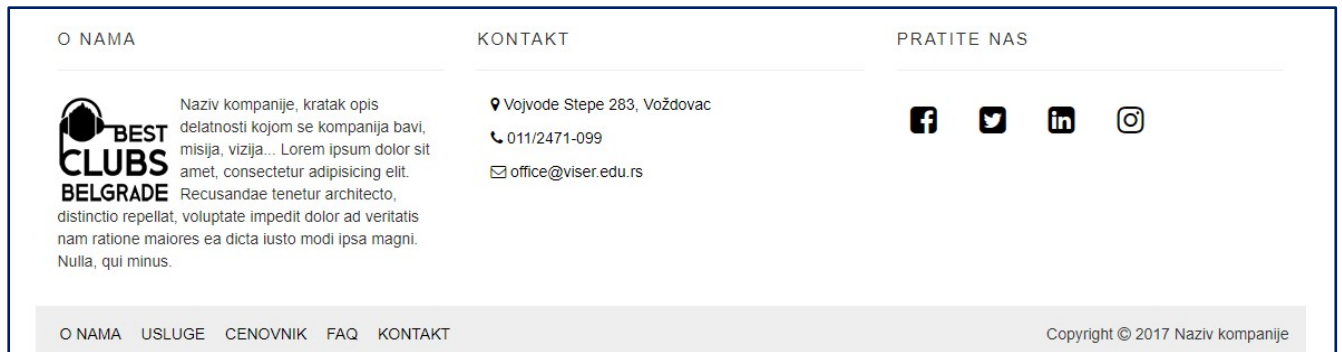 O NAMA
BEST
CLUBS
BELGRADE
Naziv kompanije, kratak opis
delatnosti kojom se kompanija bavi,
misija, vizija... Lorem ipsum dolor sit
amet, consectetur adipisicing elit.
Recusandae tenetur architecto,
distinctio repellat, voluptate impedit dolor ad veritatis
nam ratione maiores ea dicta iusto modi ipsa magni.
Nulla, qui minus.
KONTAKT
Vojvode Stepe 283, Voždovac
011/2471-099
office@viser.edu.rs
PRATITE NAS
O NAMA USLUGE CENOVNIK FAQ KONTAKT
Copyright © 2017 Naziv kompanije